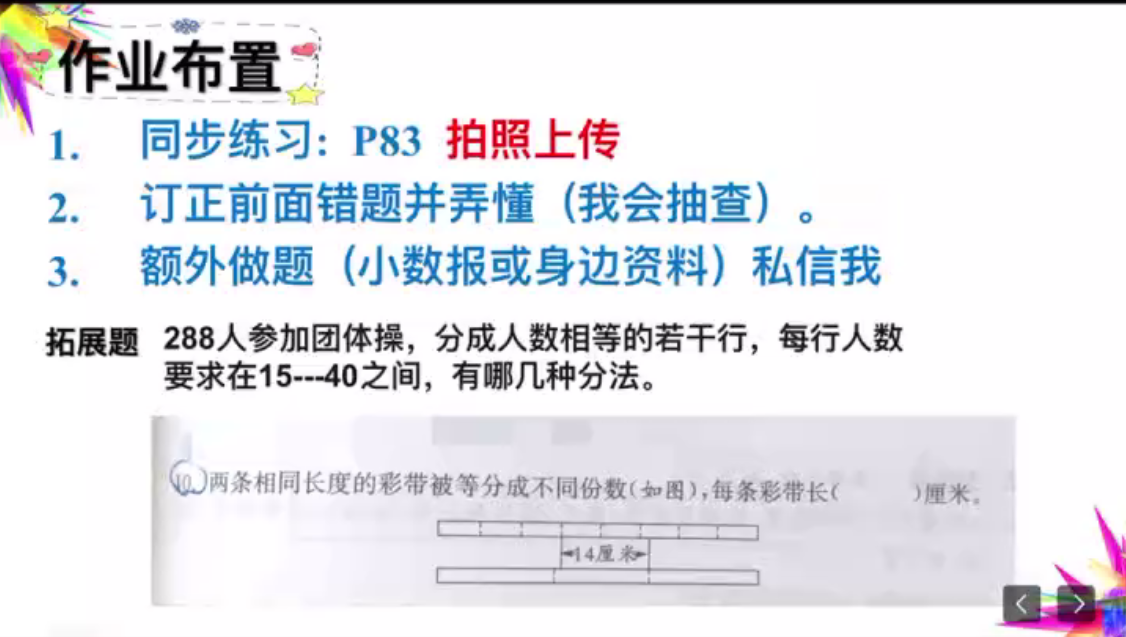 作业布置
1. 同步练习：P83 拍照上传
2. 订正前面错题并弄懂（我会抽查）。
3. 额外做题（小数报或身边资料）私信我
拓展题 288人参加团体操，分成人数相等的若干行，每行人数
要求在15---40之间，有哪几种分法。
10. 两条相同长度的彩带被等分成不同份数(如图),每条彩带长( )厘米。
14厘米